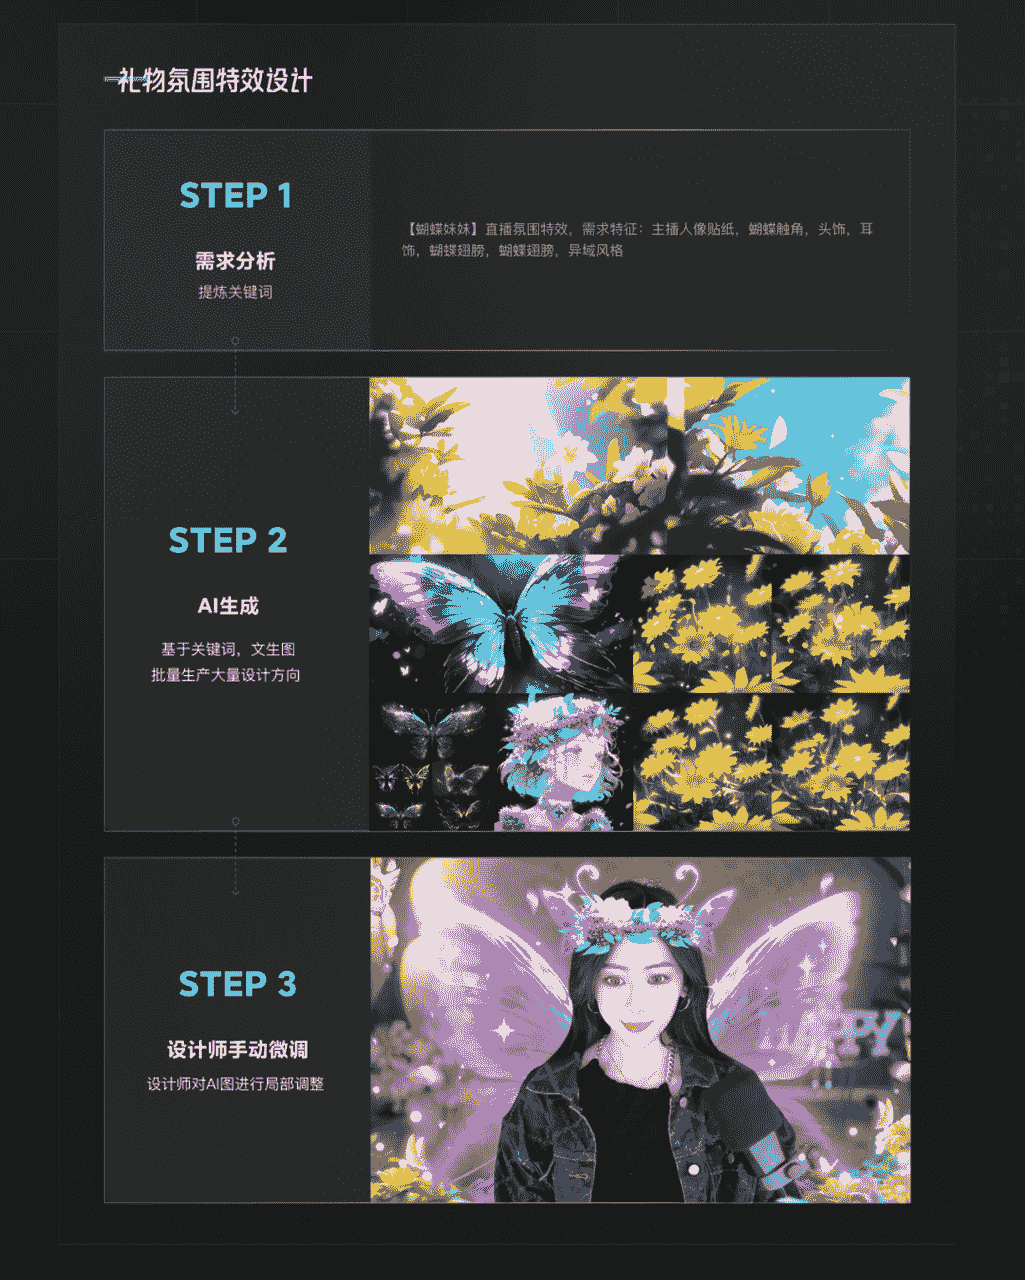 礼物氛围特效设计
STEP 1
需求分析
提炼关键词
【蝴蝶妹妹】直播氛围特效，需求特征：主播人像贴纸，蝴蝶触角，头饰，耳
饰，蝴蝶翅膀，蝴蝶翅膀，异域风格
STEP 2
AI生成
基于关键词，文生图
批量生产大量设计方向
STEP 3
设计师手动微调
设计师对AI图进行局部调整
HAPPY